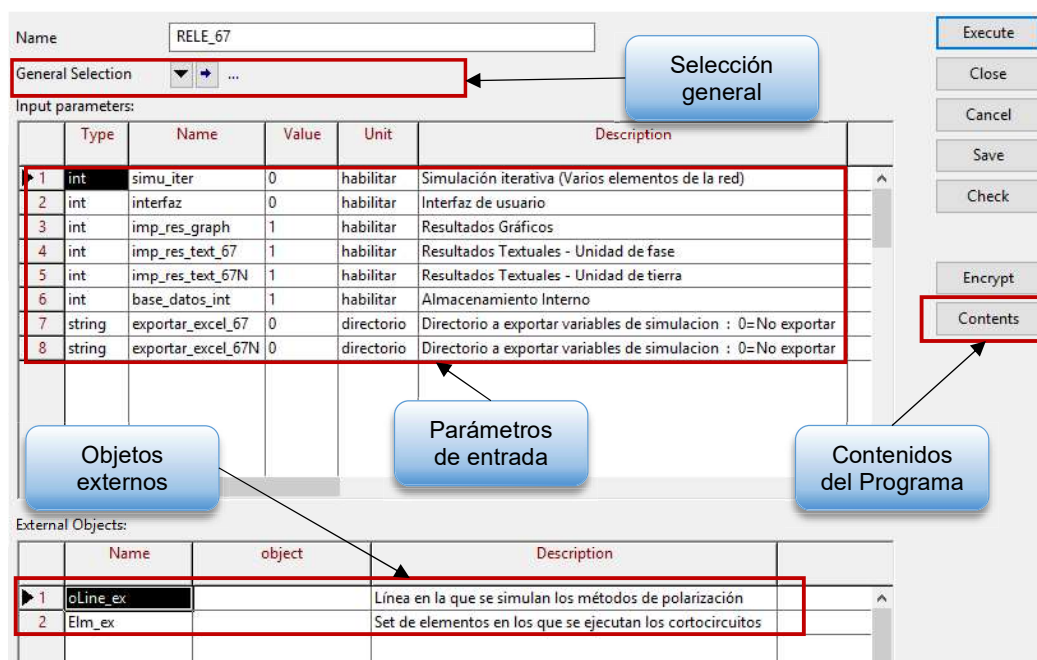 Name RELE_67 Execute
General Selection ... Selección general Close
Input parameters: Cancel
Type Name Value Unit Description
Save
1 int simu_iter 0 habilitar Simulación iterativa (Varios elementos de la red)
Check
2 int interfaz 0 habilitar Interfaz de usuario
3 int imp_res_graph 1 habilitar Resultados Gráficos
4 int imp_res_text_67 1 habilitar Resultados Textuales - Unidad de fase
5 int imp_res_text_67N 1 habilitar Resultados Textuales - Unidad de tierra
6 int base_datos_int 1 habilitar Almacenamiento Interno
Encrypt
7 string exportar_excel_67 0 directorio Directorio a exportar variables de simulacion : 0=No exportar
Contents
8 string exportar_excel_67N 0 directorio Directorio a exportar variables de simulacion : 0=No exportar
Objetos externos
Parámetros de entrada
Contenidos del Programa
External Objects:
Name object Description
1 oLine_ex Línea en la que se simulan los métodos de polarización
2 Elm_ex Set de elementos en los que se ejecutan los cortocircuitos